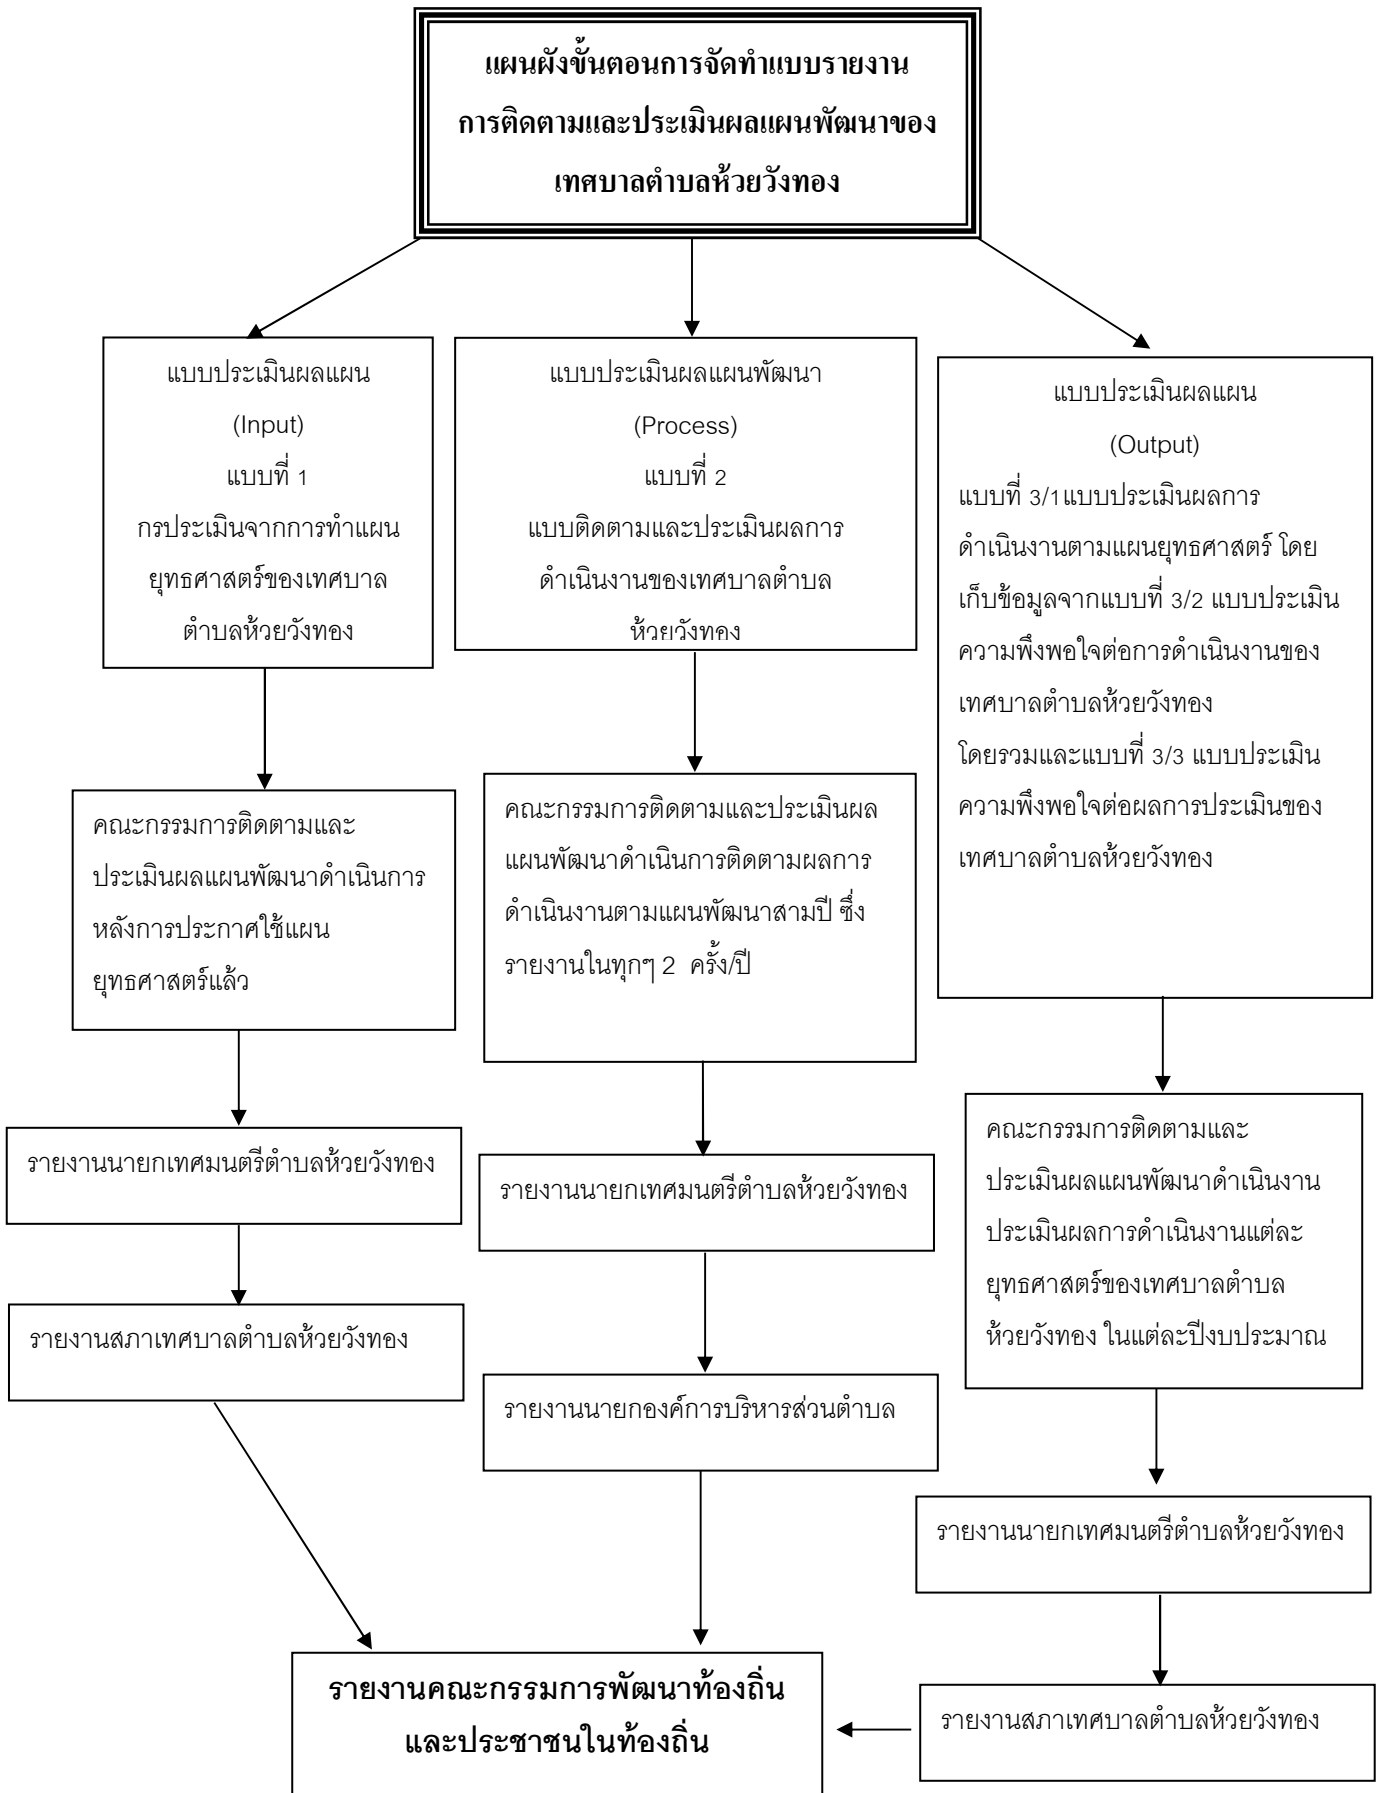 แผนผังขั้นตอนการจัดทำแบบรายงาน
การติดตามและประเมินผลแผนพัฒนาของ
เทศบาลตำบลห้วยวังทอง
แบบประเมินผลแผน
(Input)
แบบที่ 1
กรประเมินจากการทำแผน
ยุทธศาสตร์ของเทศบาล
ตำบลห้วยวังทอง
แบบประเมินผลแผนพัฒนา
(Process)
แบบที่ 2
แบบติดตามและประเมินผลการ
ดำเนินงานของเทศบาลตำบล
ห้วยวังทอง
แบบประเมินผลแผน
(Output)
แบบที่ 3/1แบบประเมินผลการ
ดำเนินงานตามแผนยุทธศาสตร์ โดย
เก็บข้อมูลจากแบบที่ 3/2 แบบประเมิน
ความพึงพอใจต่อการดำเนินงานของ
เทศบาลตำบลห้วยวังทอง
โดยรวมและแบบที่ 3/3 แบบประเมิน
ความพึงพอใจต่อผลการประเมินของ
เทศบาลตำบลห้วยวังทอง
คณะกรรมการติดตามและ
ประเมินผลแผนพัฒนาดำเนินการ
หลังการประกาศใช้แผน
ยุทธศาสตร์แล้ว
คณะกรรมการติดตามและประเมินผล
แผนพัฒนาดำเนินการติดตามผลการ
ดำเนินงานตามแผนพัฒนาสามปี ซึ่ง
รายงานในทุกๆ 2 ครั้ง/ปี
คณะกรรมการติดตามและ
ประเมินผลแผนพัฒนาดำเนินงาน
ประเมินผลการดำเนินงานแต่ละ
ยุทธศาสตร์ของเทศบาลตำบล
ห้วยวังทอง ในแต่ละปีงบประมาณ
รายงานนายกเทศมนตรีตำบลห้วยวังทอง
รายงานนายกเทศมนตรีตำบลห้วยวังทอง
รายงานสภาเทศบาลตำบลห้วยวังทอง
รายงานนายกองค์การบริหารส่วนตำบล
รายงานนายกเทศมนตรีตำบลห้วยวังทอง
รายงานสภาเทศบาลตำบลห้วยวังทอง
รายงานคณะกรรมการพัฒนาท้องถิ่น
และประชาชนในท้องถิ่น